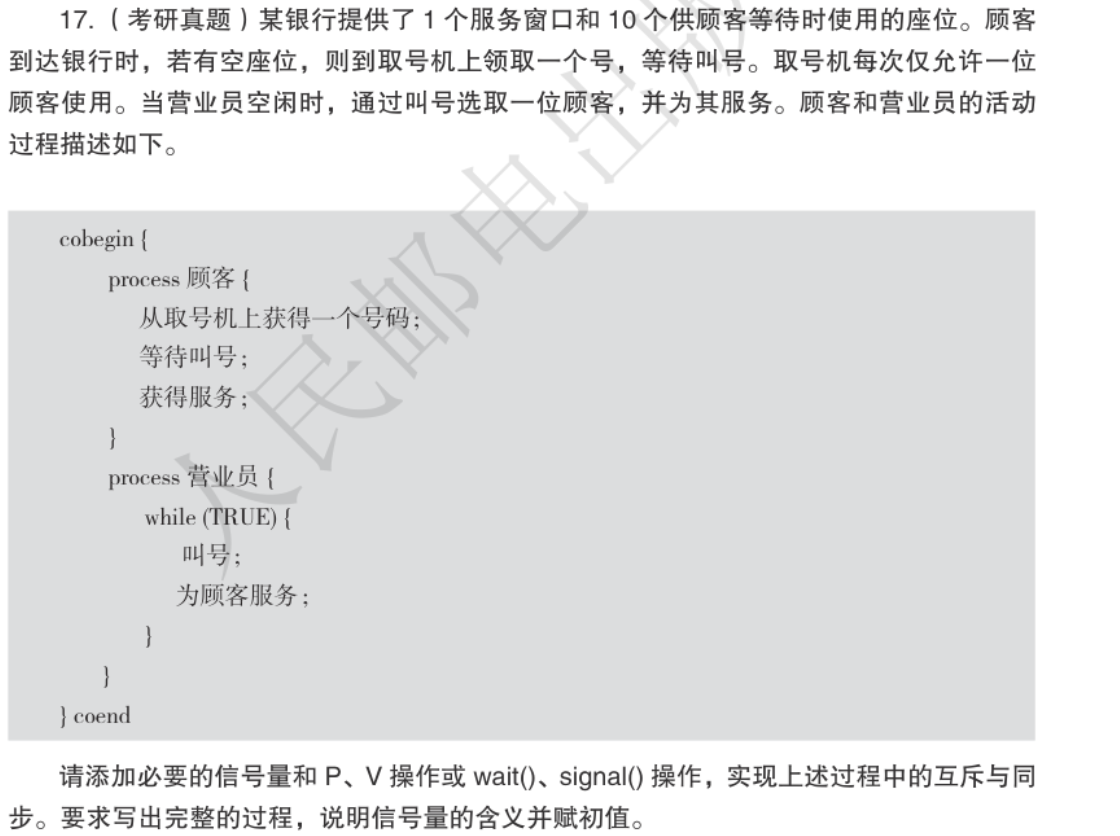 17.（考研真题）某银行提供了 1 个服务窗口和 10 个供顾客等待时使用的座位。顾客
到达银行时，若有空座位，则到取号机上领取一个号，等待叫号。取号机每次仅允许一位
顾客使用。当营业员空闲时，通过叫号选取一位顾客，并为其服务。顾客和营业员的活动
过程描述如下。
cobegin {
process 顾客 {
从取号机上获得一个号码；
等待叫号；
获得服务；
}
process 营业员 {
while (TRUE) {
叫号；
为顾客服务；
}
}
} coend
请添加必要的信号量和 P、V 操作或 wait()、signal() 操作，实现上述过程中的互斥与同
步。要求写出完整的过程，说明信号量的含义并赋初值。
人民邮电出版